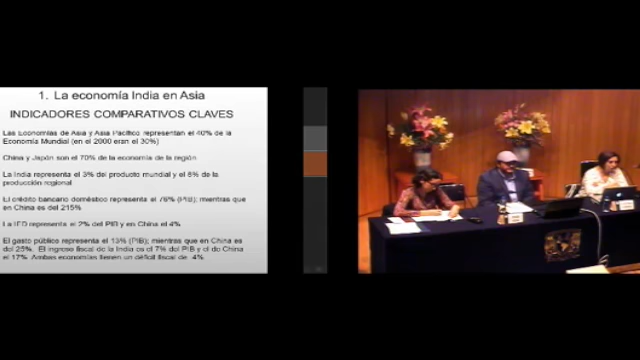 1. La economía India en Asia
INDICADORES COMPARATIVOS CLAVES
Las Economías de Asia y Asia Pacífico representan el 40% de la
Economía Mundial (en el 2000 eran el 30%)
China y Japón son el 70% de la economía de la región
La India representa el 3% del producto mundial y el 8% de la
producción regional
El crédito bancario doméstico representa el 76% (PIB); mientras que
en China es del 215%
La IED representa el 2% del PIB y en China el 4%
El gasto público representa el 13% (PIB); mientras que en China es
del 25%. El ingreso fiscal de la India es el 7% del PIB y el de China
el 17%. Ambas economías tienen un déficit fiscal de -4%.